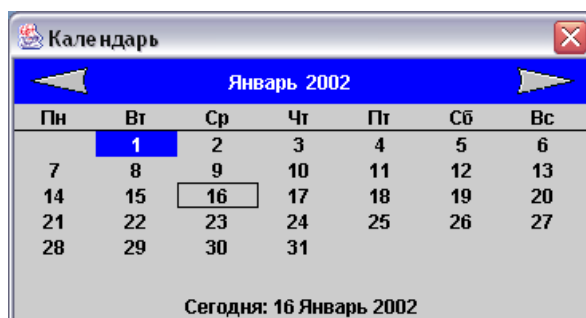 Календарь
Январь 2002
Пн Вт Ср Чт Пт Сб Вс
1 2 3 4 5 6
7 8 9 10 11 12 13
14 15 16 17 18 19 20
21 22 23 24 25 26 27
28 29 30 31
Сегодня: 16 Январь 2002